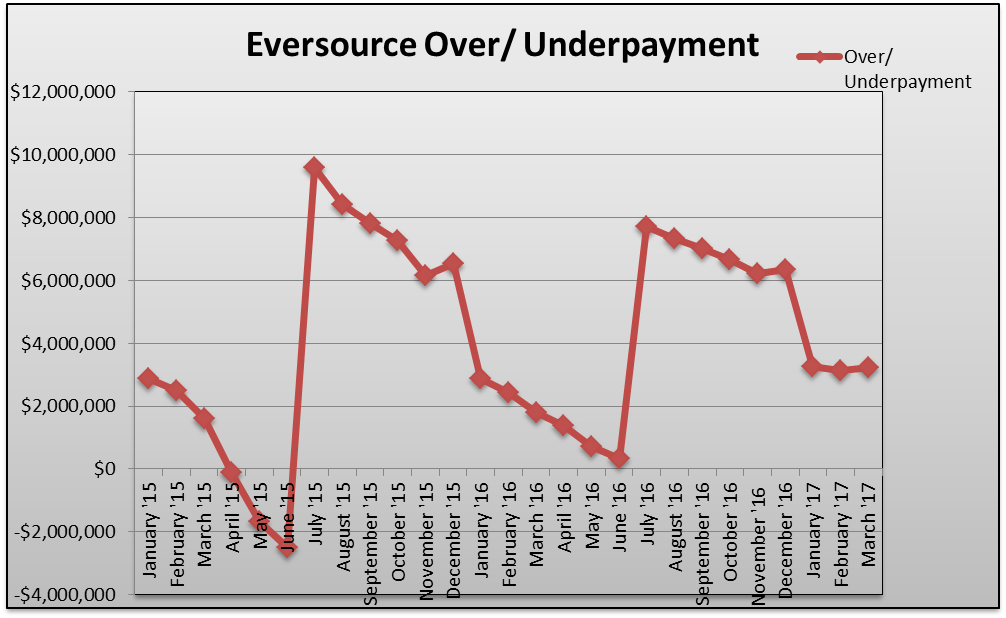 Eversource Over/ Underpayment
Over/
Underpayment
$12,000,000
$10,000,000
$8,000,000
$6,000,000
$4,000,000
$2,000,000
$0
-$2,000,000
-$4,000,000
January '15
February '15
March '15
April '15
May '15
June '15
July '15
August '15
September '15
October '15
November '15
December '15
January '16
February '16
March '16
April '16
May '16
June '16
July '16
August '16
September '16
October '16
November '16
December '16
January '17
February '17
March '17